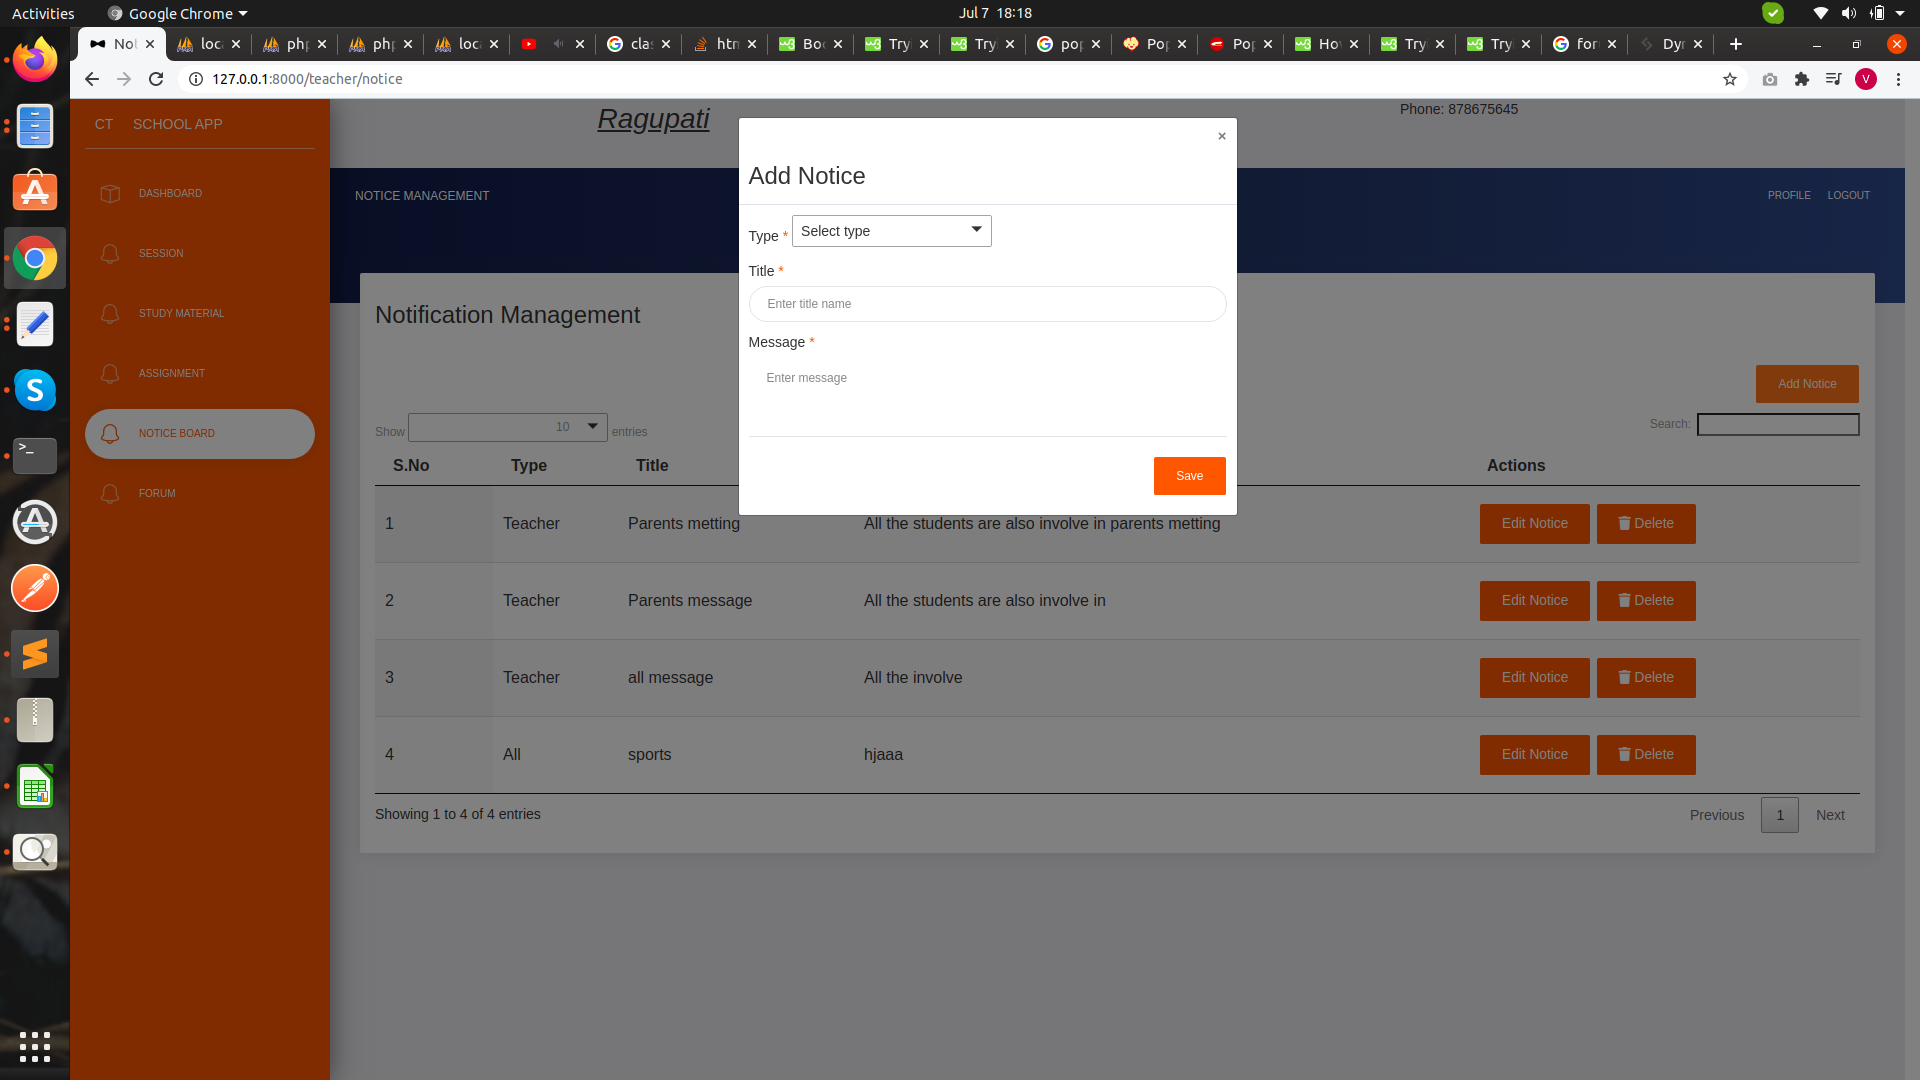 Activities Google Chrome Jul 7 18:18
Not loc php php loc clas htm Boo Try Try pop Pop Pop Hov Try Try for Dyr
127.0.0.1:8000/teacher/notice V
CT SCHOOL APP
DASHBOARD
SESSION
STUDY MATERIAL
ASSIGNMENT
NOTICE BOARD
FORUM
Ragupati
Phone: 878675645
NOTICE MANAGEMENT
PROFILE LOGOUT
Notification Management
Add Notice
Show 10 entries
Search:
×
Add Notice
Type * Select type
Title *
Enter title name
Message *
Enter message
Save
S.No Type Title Actions
1 Teacher Parents metting All the students are also involve in parents metting Edit Notice Delete
2 Teacher Parents message All the students are also involve in Edit Notice Delete
3 Teacher all message All the involve Edit Notice Delete
4 All sports hjaaa Edit Notice Delete
Showing 1 to 4 of 4 entries
Previous 1 Next